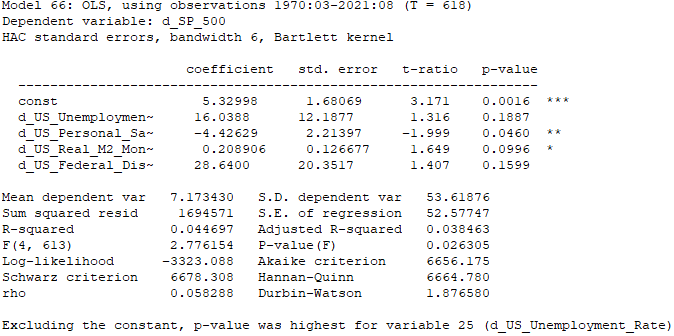 Model 66: OLS, using observations 1970:03-2021:08 (T = 618)
Dependent variable: d_SP_500
HAC standard errors, bandwidth 6, Bartlett kernel
coefficient std. error t-ratio p-value
---------------------------------------------------------------
const 5.32998 1.68069 3.171 0.0016 ***
d_US_Unemploymen~ 16.0388 12.1877 1.316 0.1887
d_US_Personal_Sa~ -4.42629 2.21397 -1.999 0.0460 **
d_US_Real_M2_Mon~ 0.208906 0.126677 1.649 0.0996 *
d_US_Federal_Dis~ 28.6400 20.3517 1.407 0.1599
Mean dependent var 7.173430 S.D. dependent var 53.61876
Sum squared resid 1694571 S.E. of regression 52.57747
R-squared 0.044697 Adjusted R-squared 0.038463
F(4, 613) 2.776154 P-value(F) 0.026305
Log-likelihood -3323.088 Akaike criterion 6656.175
Schwarz criterion 6678.308 Hannan-Quinn 6664.780
rho 0.058288 Durbin-Watson 1.876580
Excluding the constant, p-value was highest for variable 25 (d_US_Unemployment_Rate)